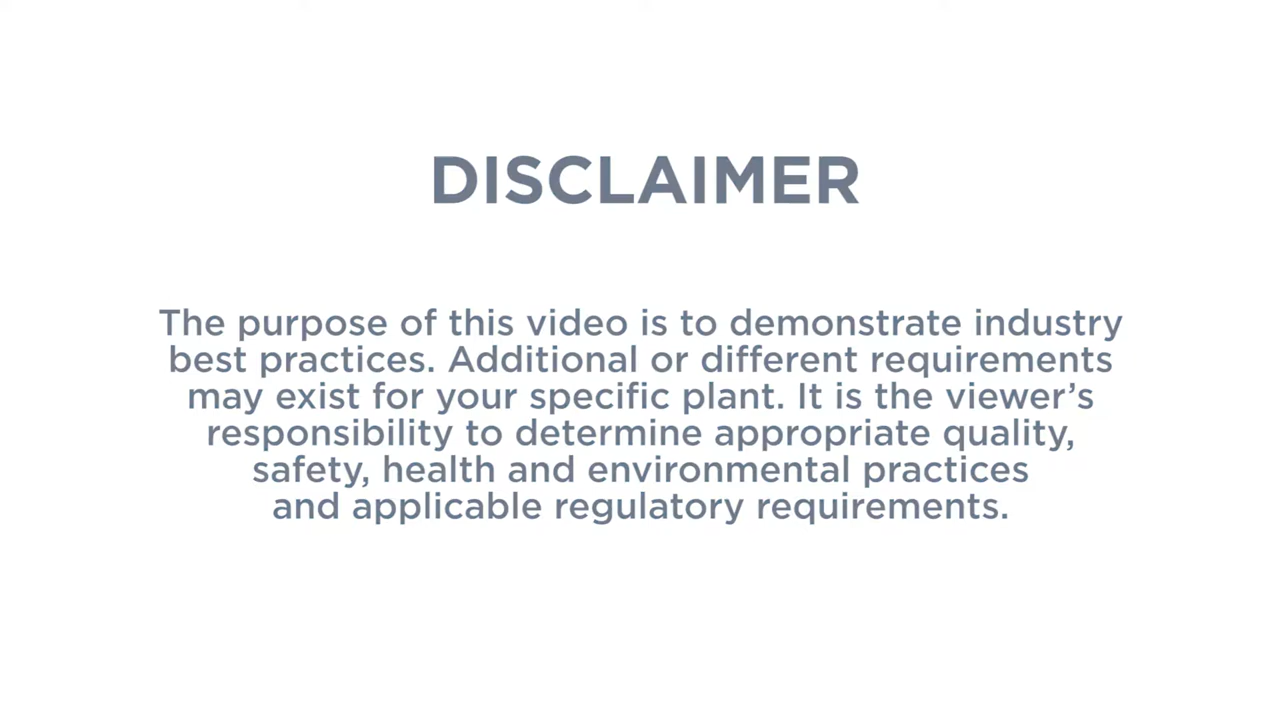 DISCLAIMER
The purpose of this video is to demonstrate industry
best practices. Additional or different requirements
may exist for your specific plant. It is the viewer’s
responsibility to determine appropriate quality,
safety, health and environmental practices
and applicable regulatory requirements.